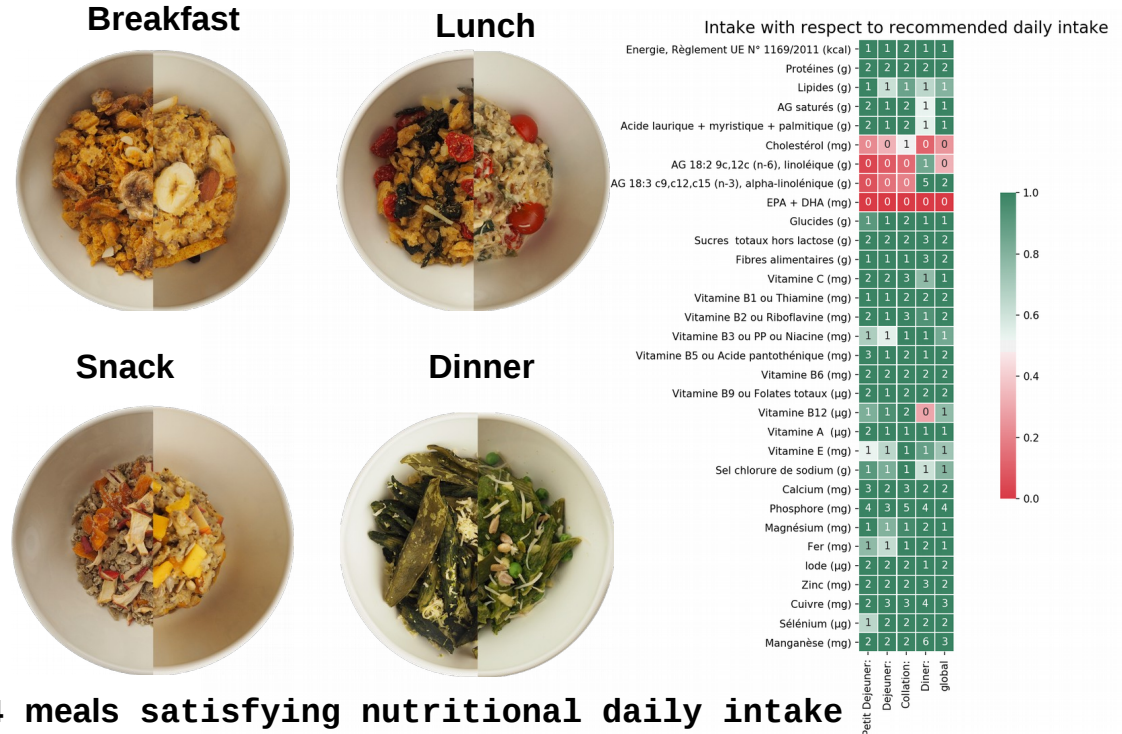 Breakfast
Lunch
Snack
Dinner
Intake with respect to recommended daily intake
Energie, Règlement UE N° 1169/2011 (kcal) 1 1 2 1 1
Protéines (g) 2 2 2 2 2
Lipides (g) 1 1 1 1 1
AG saturés (g) 2 1 2 1 1
Acide laurique + myristique + palmitique (g) 2 1 2 1 1
Cholestérol (mg) 0 0 1 0 0
AG 18:2 9c,12c (n-6), linoléique (g) 0 0 0 1 0
AG 18:3 c9,c12,c15 (n-3), alpha-linolénique (g) 0 0 0 5 2
EPA + DHA (mg) 0 0 0 0 0
Glucides (g) 1 1 2 1 1
Sucres totaux hors lactose (g) 2 2 2 3 2
Fibres alimentaires (g) 1 1 1 3 2
Vitamine C (mg) 2 2 3 1 1
Vitamine B1 ou Thiamine (mg) 1 1 2 2 2
Vitamine B2 ou Riboflavine (mg) 2 1 3 1 2
Vitamine B3 ou PP ou Niacine (mg) 1 1 1 1 1
Vitamine B5 ou Acide pantothénique (mg) 3 1 2 1 2
Vitamine B6 (mg) 2 2 2 2 2
Vitamine B9 ou Folates totaux (µg) 2 1 2 2 2
Vitamine B12 (µg) 1 1 2 0 1
Vitamine A (µg) 2 1 1 1 1
Vitamine E (mg) 1 1 1 1 1
Sel chlorure de sodium (g) 1 1 1 1 1
Calcium (mg) 3 2 3 2 2
Phosphore (mg) 4 3 5 4 4
Magnésium (mg) 1 1 1 2 1
Fer (mg) 1 1 1 2 1
Iode (µg) 2 2 2 1 2
Zinc (mg) 2 2 2 3 2
Cuivre (mg) 2 3 3 4 3
Sélénium (µg) 1 2 2 2 2
Manganèse (mg) 2 2 2 6 3
Petit Dejeuner:
Dejeuner:
Collation:
Diner:
global
1.0
0.8
0.6
0.4
0.2
0.0
4 meals satisfying nutritional daily intake